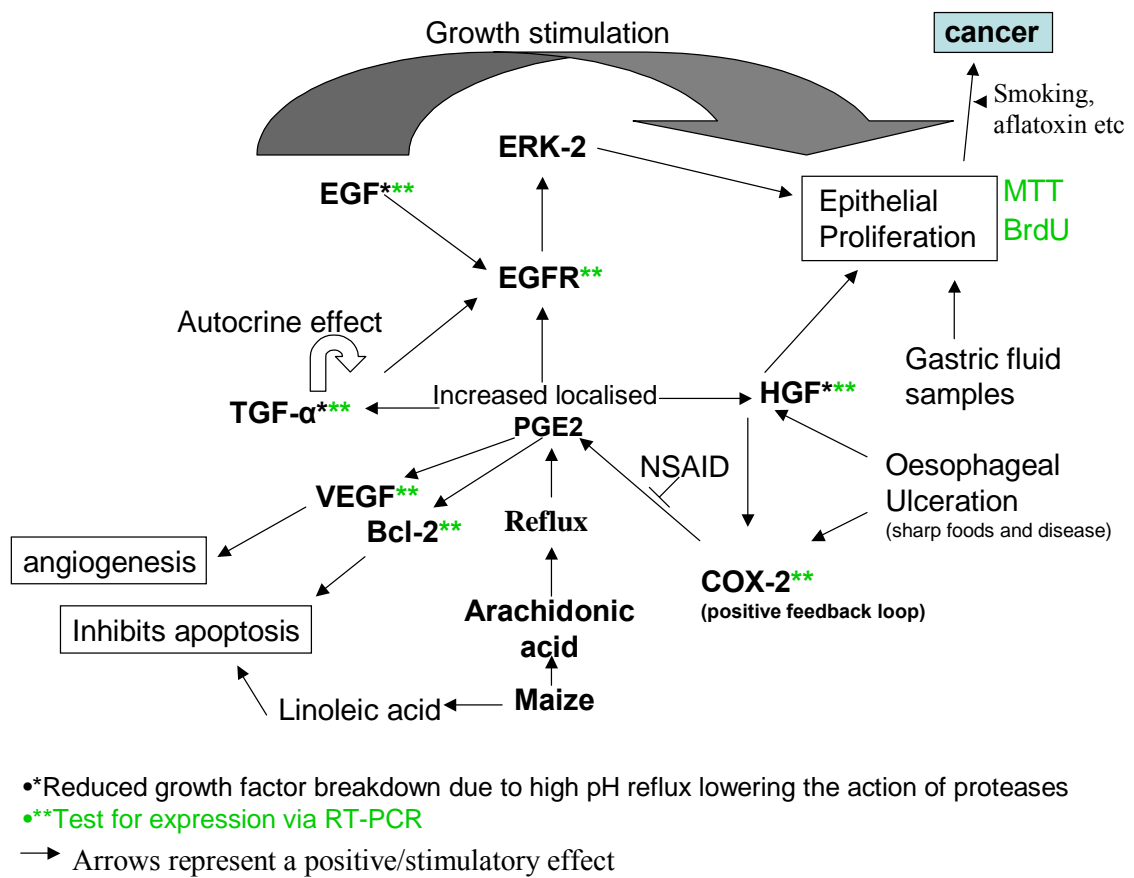 Growth stimulation
cancer
Smoking,
aflatoxin etc
ERK-2
EGF***
Epithelial
Proliferation
MTT
BrdU
EGFR**
Autocrine effect
Gastric fluid
samples
TGF-α***
Increased localised
PGE2
HGF***
NSAID
Oesophageal
Ulceration
(sharp foods and disease)
VEGF**
Bcl-2**
Reflux
angiogenesis
COX-2**
(positive feedback loop)
Inhibits apoptosis
Arachidonic
acid
Linoleic acid
Maize
•*Reduced growth factor breakdown due to high pH reflux lowering the action of proteases
•**Test for expression via RT-PCR
Arrows represent a positive/stimulatory effect